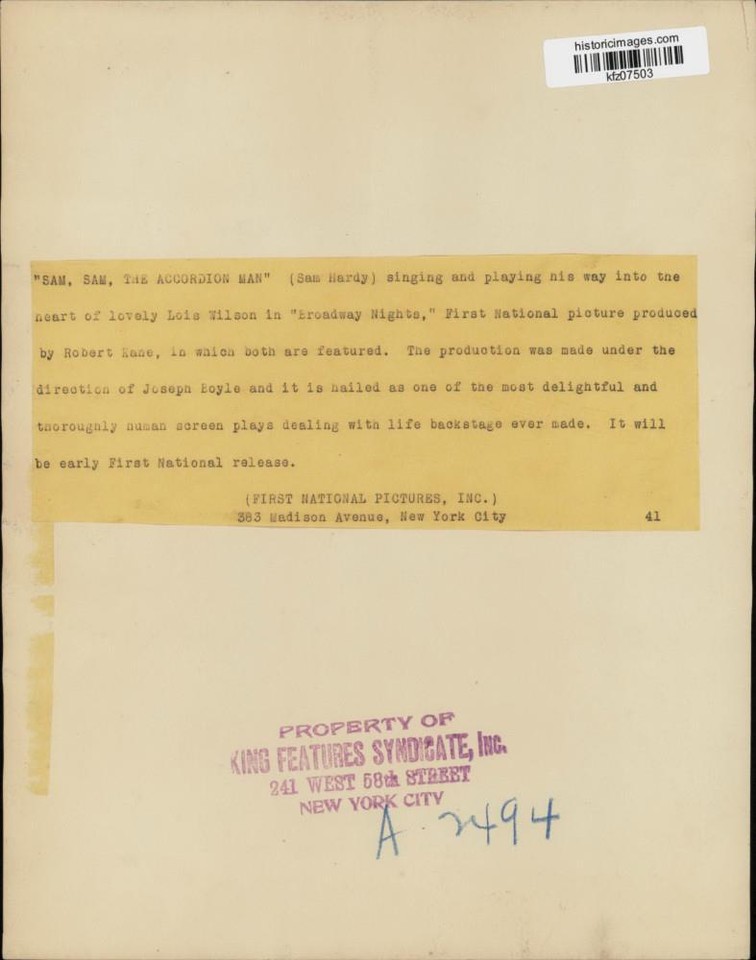 historicimages.com
kfz07503
"SAM, SAM, THE ACCORDION MAN" (Sam Hardy) singing and playing his way into the
heart of lovely Lois Wilson in "Broadway Nights," First National picture produced
by Robert Kane, in which both are featured. The production was made under the
direction of Joseph Boyle and it is hailed as one of the most delightful and
thoroughly human screen plays dealing with life backstage ever made. It will
be early First National release.
(FIRST NATIONAL PICTURES, INC.)
383 Madison Avenue, New York City 41
PROPERTY OF
KING FEATURES SYNDICATE, INC.
241 WEST 58th STREET
NEW YORK CITY
A-2494